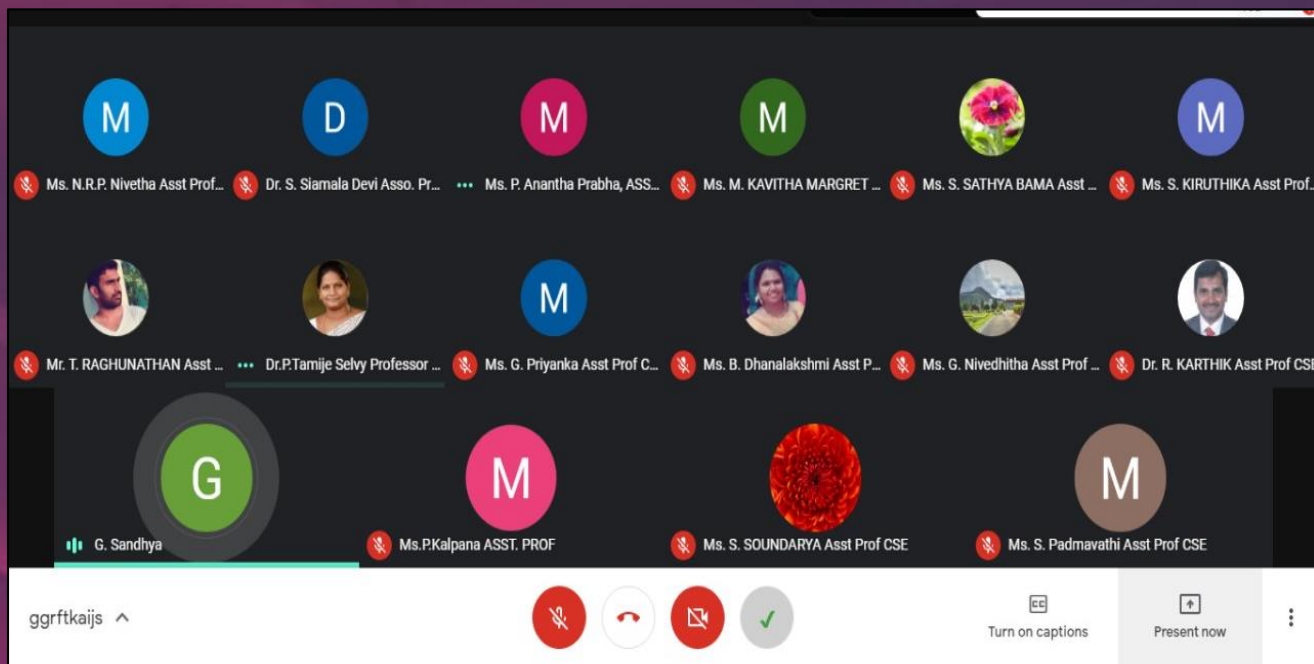 M D M M M
Ms. N.R.P. Nivetha Asst Prof... Dr. S. Siamala Devi Asso. Pr... Ms. P. Anantha Prabha, ASS... Ms. M. KAVITHA MARGRET ... Ms. S. SATHYA BAMA Asst ... Ms. S. KIRUTHIKA Asst Prof...
M
Mr. T. RAGHUNATHAN Asst ... Dr.P.Tamije Selvy Professor ... Ms. G. Priyanka Asst Prof C... Ms. B. Dhanalakshmi Asst P... Ms. G. Nivedhitha Asst Prof ... Dr. R. KARTHIK Asst Prof CSE
G M M
G. Sandhya Ms.P.Kalpana ASST. PROF Ms. S. SOUNDARYA Asst Prof CSE Ms. S. Padmavathi Asst Prof CSE
ggrftkaijs CC
Turn on captions Present now